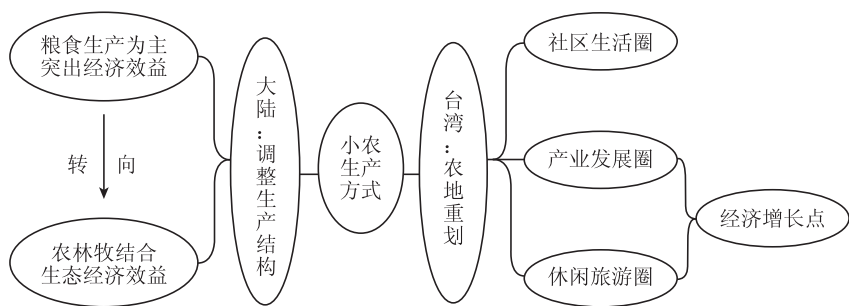 粮食生产为主
突出经济效益
转 向
农林牧结合
生态经济效益
大陆：调整生产结构
小农
生产
方式
台湾：农地重划
社区生活圈
产业发展圈
休闲旅游圈
经济增长点